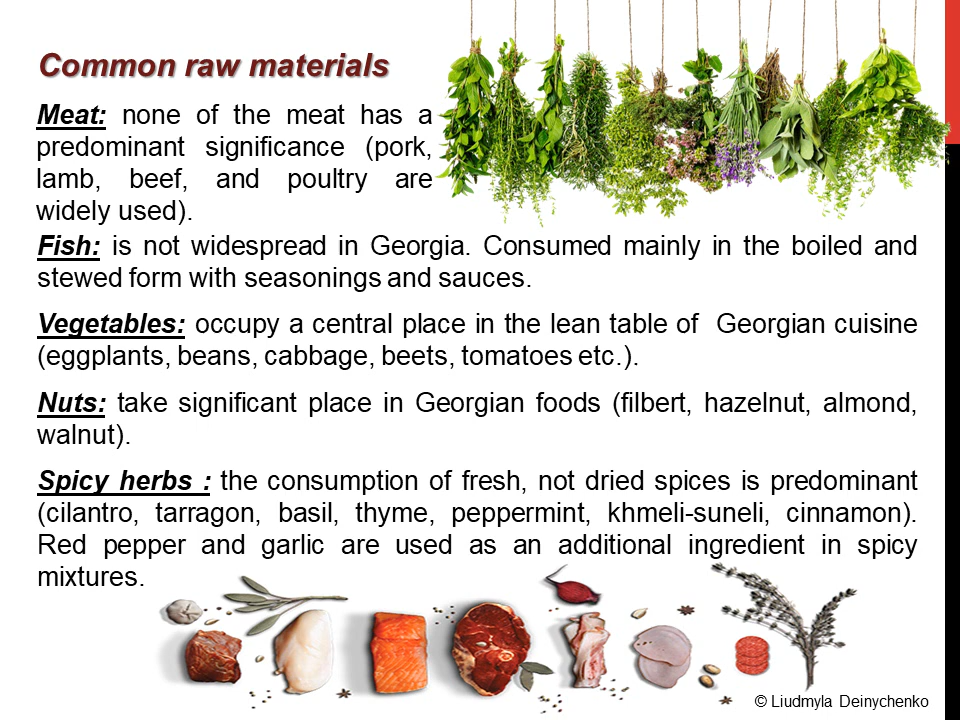 Common raw materials
Meat: none of the meat has a
predominant significance (pork,
lamb, beef, and poultry are
widely used).
Fish: is not widespread in Georgia. Consumed mainly in the boiled and
stewed form with seasonings and sauces.
Vegetables: occupy a central place in the lean table of Georgian cuisine
(eggplants, beans, cabbage, beets, tomatoes etc.).
Nuts: take significant place in Georgian foods (filbert, hazelnut, almond,
walnut).
Spicy herbs : the consumption of fresh, not dried spices is predominant
(cilantro, tarragon, basil, thyme, peppermint, khmeli-suneli, cinnamon).
Red pepper and garlic are used as an additional ingredient in spicy
mixtures.
© Liudmyla Deinychenko